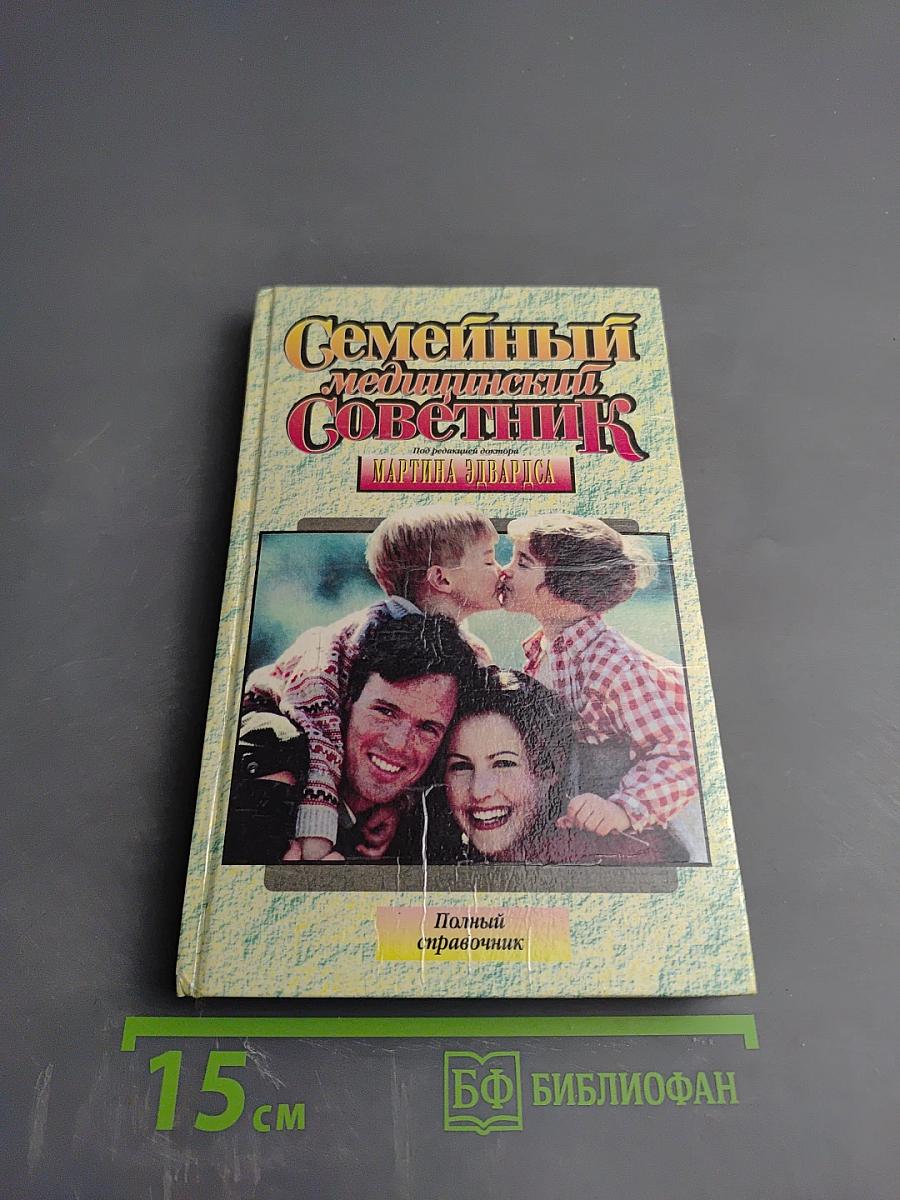 Семейный
медицинский
Советник
Под редакцией доктора
МАРТИНА ЭДВАРДСА
Полный
справочник
15 см
БФ БИБЛИОФАН